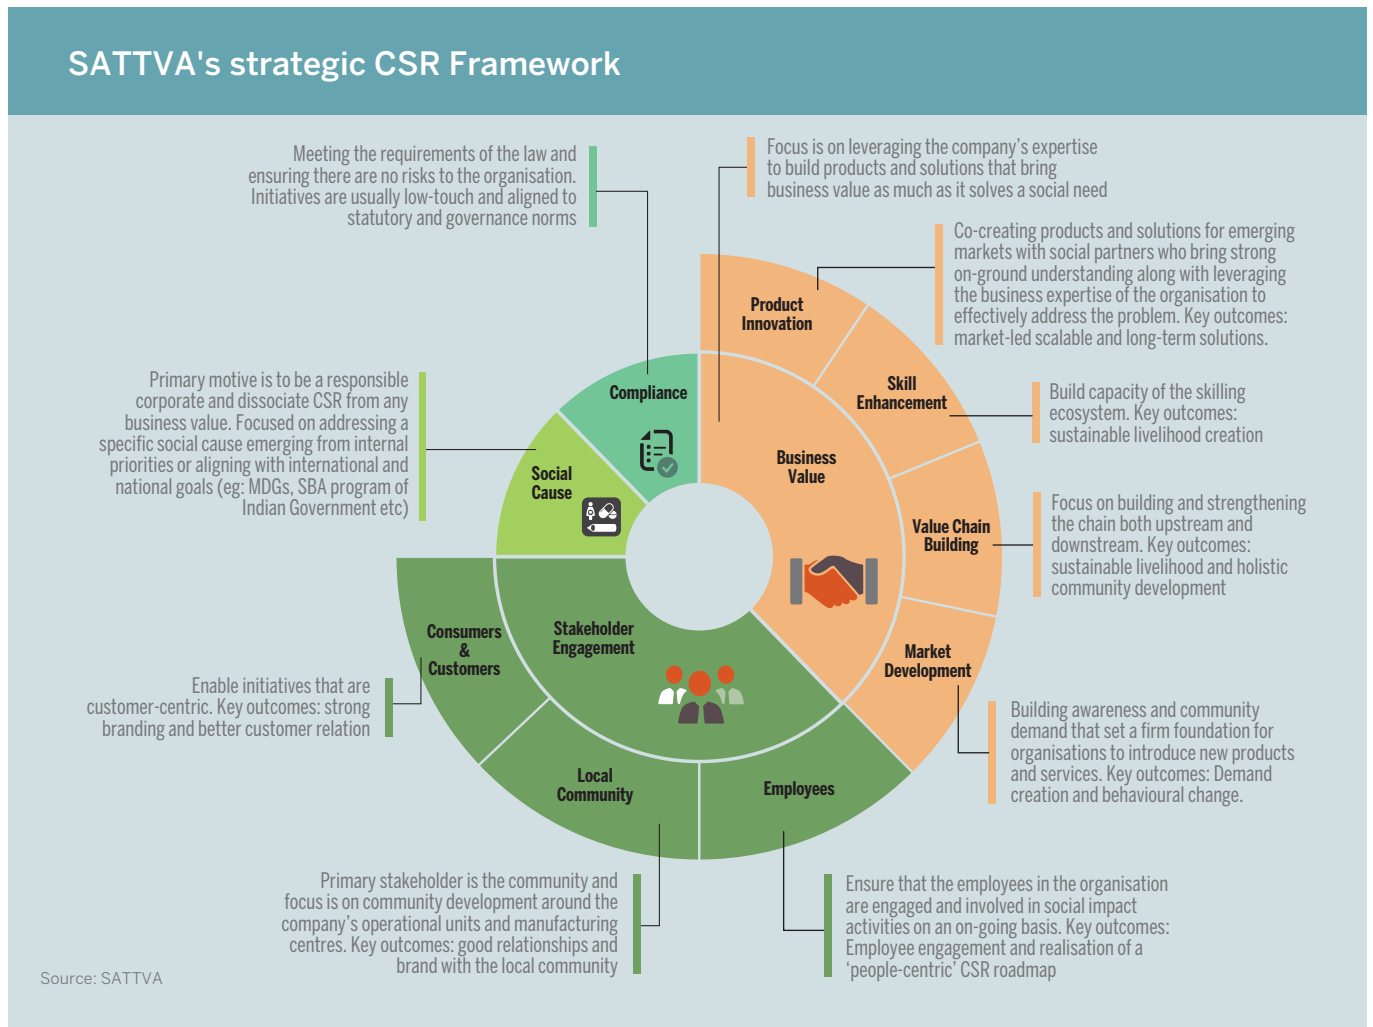 SATTVA's strategic CSR Framework
Meeting the requirements of the law and
ensuring there are no risks to the organisation.
Initiatives are usually low-touch and aligned to
statutory and governance norms
Focus is on leveraging the company's expertise
to build products and solutions that bring
business value as much as it solves a social need
Co-creating products and solutions for emerging
markets with social partners who bring strong
on-ground understanding along with leveraging
the business expertise of the organisation to
effectively address the problem. Key outcomes:
market-led scalable and long-term solutions.
Product
Innovation
Skill
Enhancement
Build capacity of the skilling
ecosystem. Key outcomes:
sustainable livelihood creation
Compliance
Primary motive is to be a responsible
corporate and dissociate CSR from any
business value. Focused on addressing a
specific social cause emerging from internal
priorities or aligning with international and
national goals (eg: MDGs, SBA program of
Indian Government etc)
Social
Cause
Business
Value
Value Chain
Building
Focus on building and strengthening
the chain both upstream and
downstream. Key outcomes:
sustainable livelihood and holistic
community development
Consumers
&
Customers
Stakeholder
Engagement
Market
Development
Enable initiatives that are
customer-centric. Key outcomes: strong
branding and better customer relation
Building awareness and community
demand that set a firm foundation for
organisations to introduce new products
and services. Key outcomes: Demand
creation and behavioural change.
Local
Community
Employees
Primary stakeholder is the community and
focus is on community development around the
company's operational units and manufacturing
centres. Key outcomes: good relationships and
brand with the local community
Ensure that the employees in the organisation
are engaged and involved in social impact
activities on an on-going basis. Key outcomes:
Employee engagement and realisation of a
‘people-centric’ CSR roadmap
Source: SATTVA